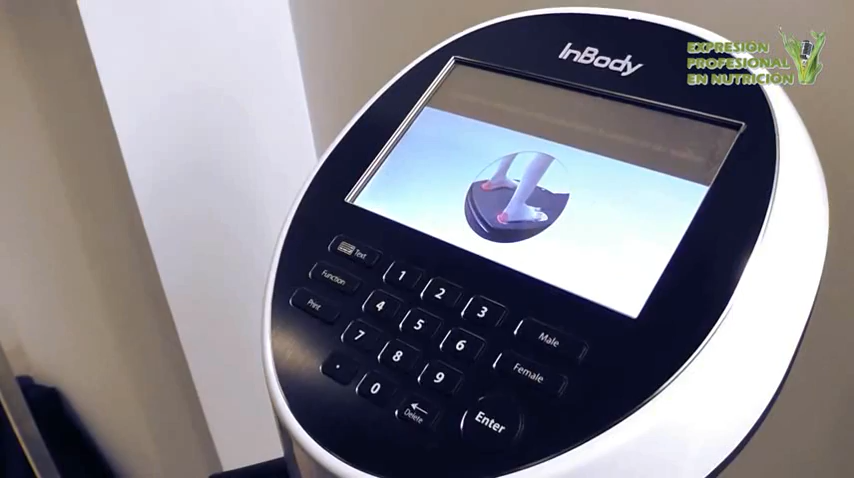 InBody
EXPRESIÓN
PROFESIONAL
EN NUTRICIÓN
Text
Function
Print
1 2 3
4 5 6
7 8 9
. 0
Delete
Male
Female
Enter